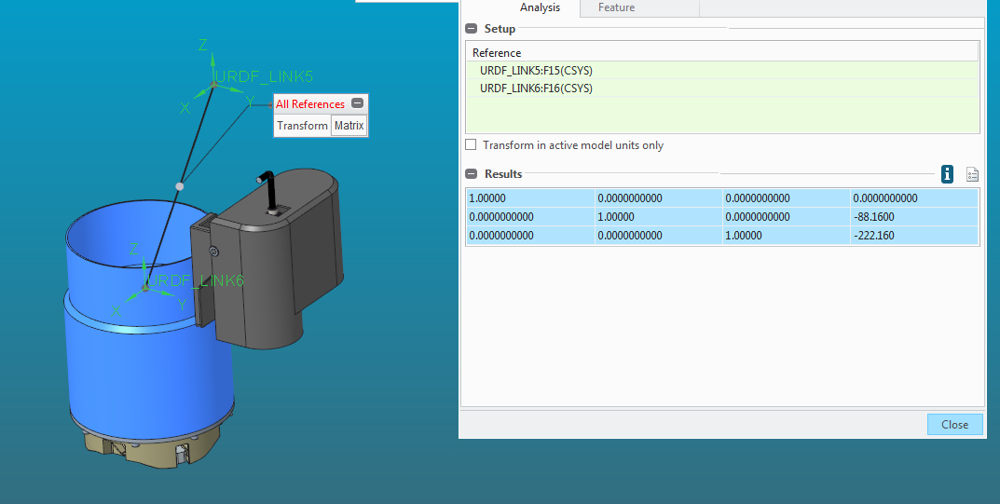 Analysis Feature
Setup
Reference
URDF_LINK5:F15(CSYS)
URDF_LINK6:F16(CSYS)
Transform in active model units only
Results
1.00000 0.0000000000 0.0000000000 0.0000000000
0.0000000000 1.00000 0.0000000000 -88.1600
0.0000000000 0.0000000000 1.00000 -222.160
Close
Z
URDF_LINK5
X
Y
All References
Transform Matrix
Z
URDF_LINK6
X
Y